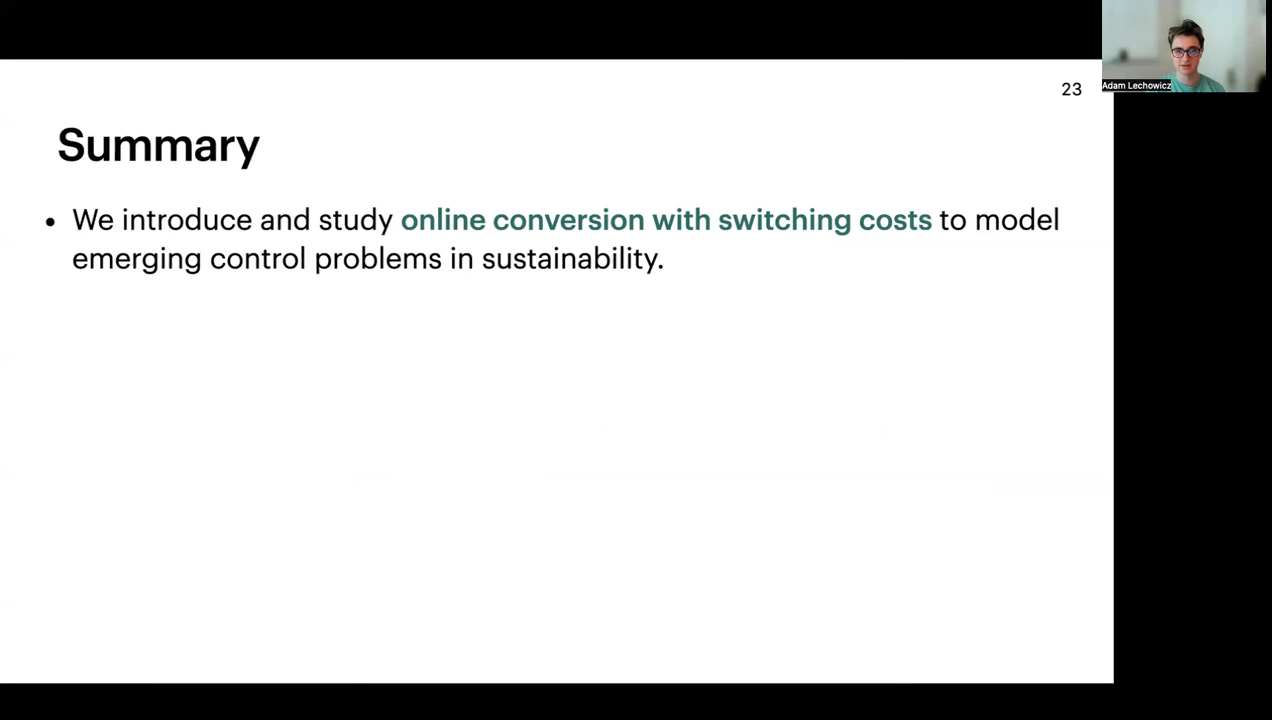 Adam Lechowicz
23
Summary
• We introduce and study online conversion with switching costs to model
emerging control problems in sustainability.